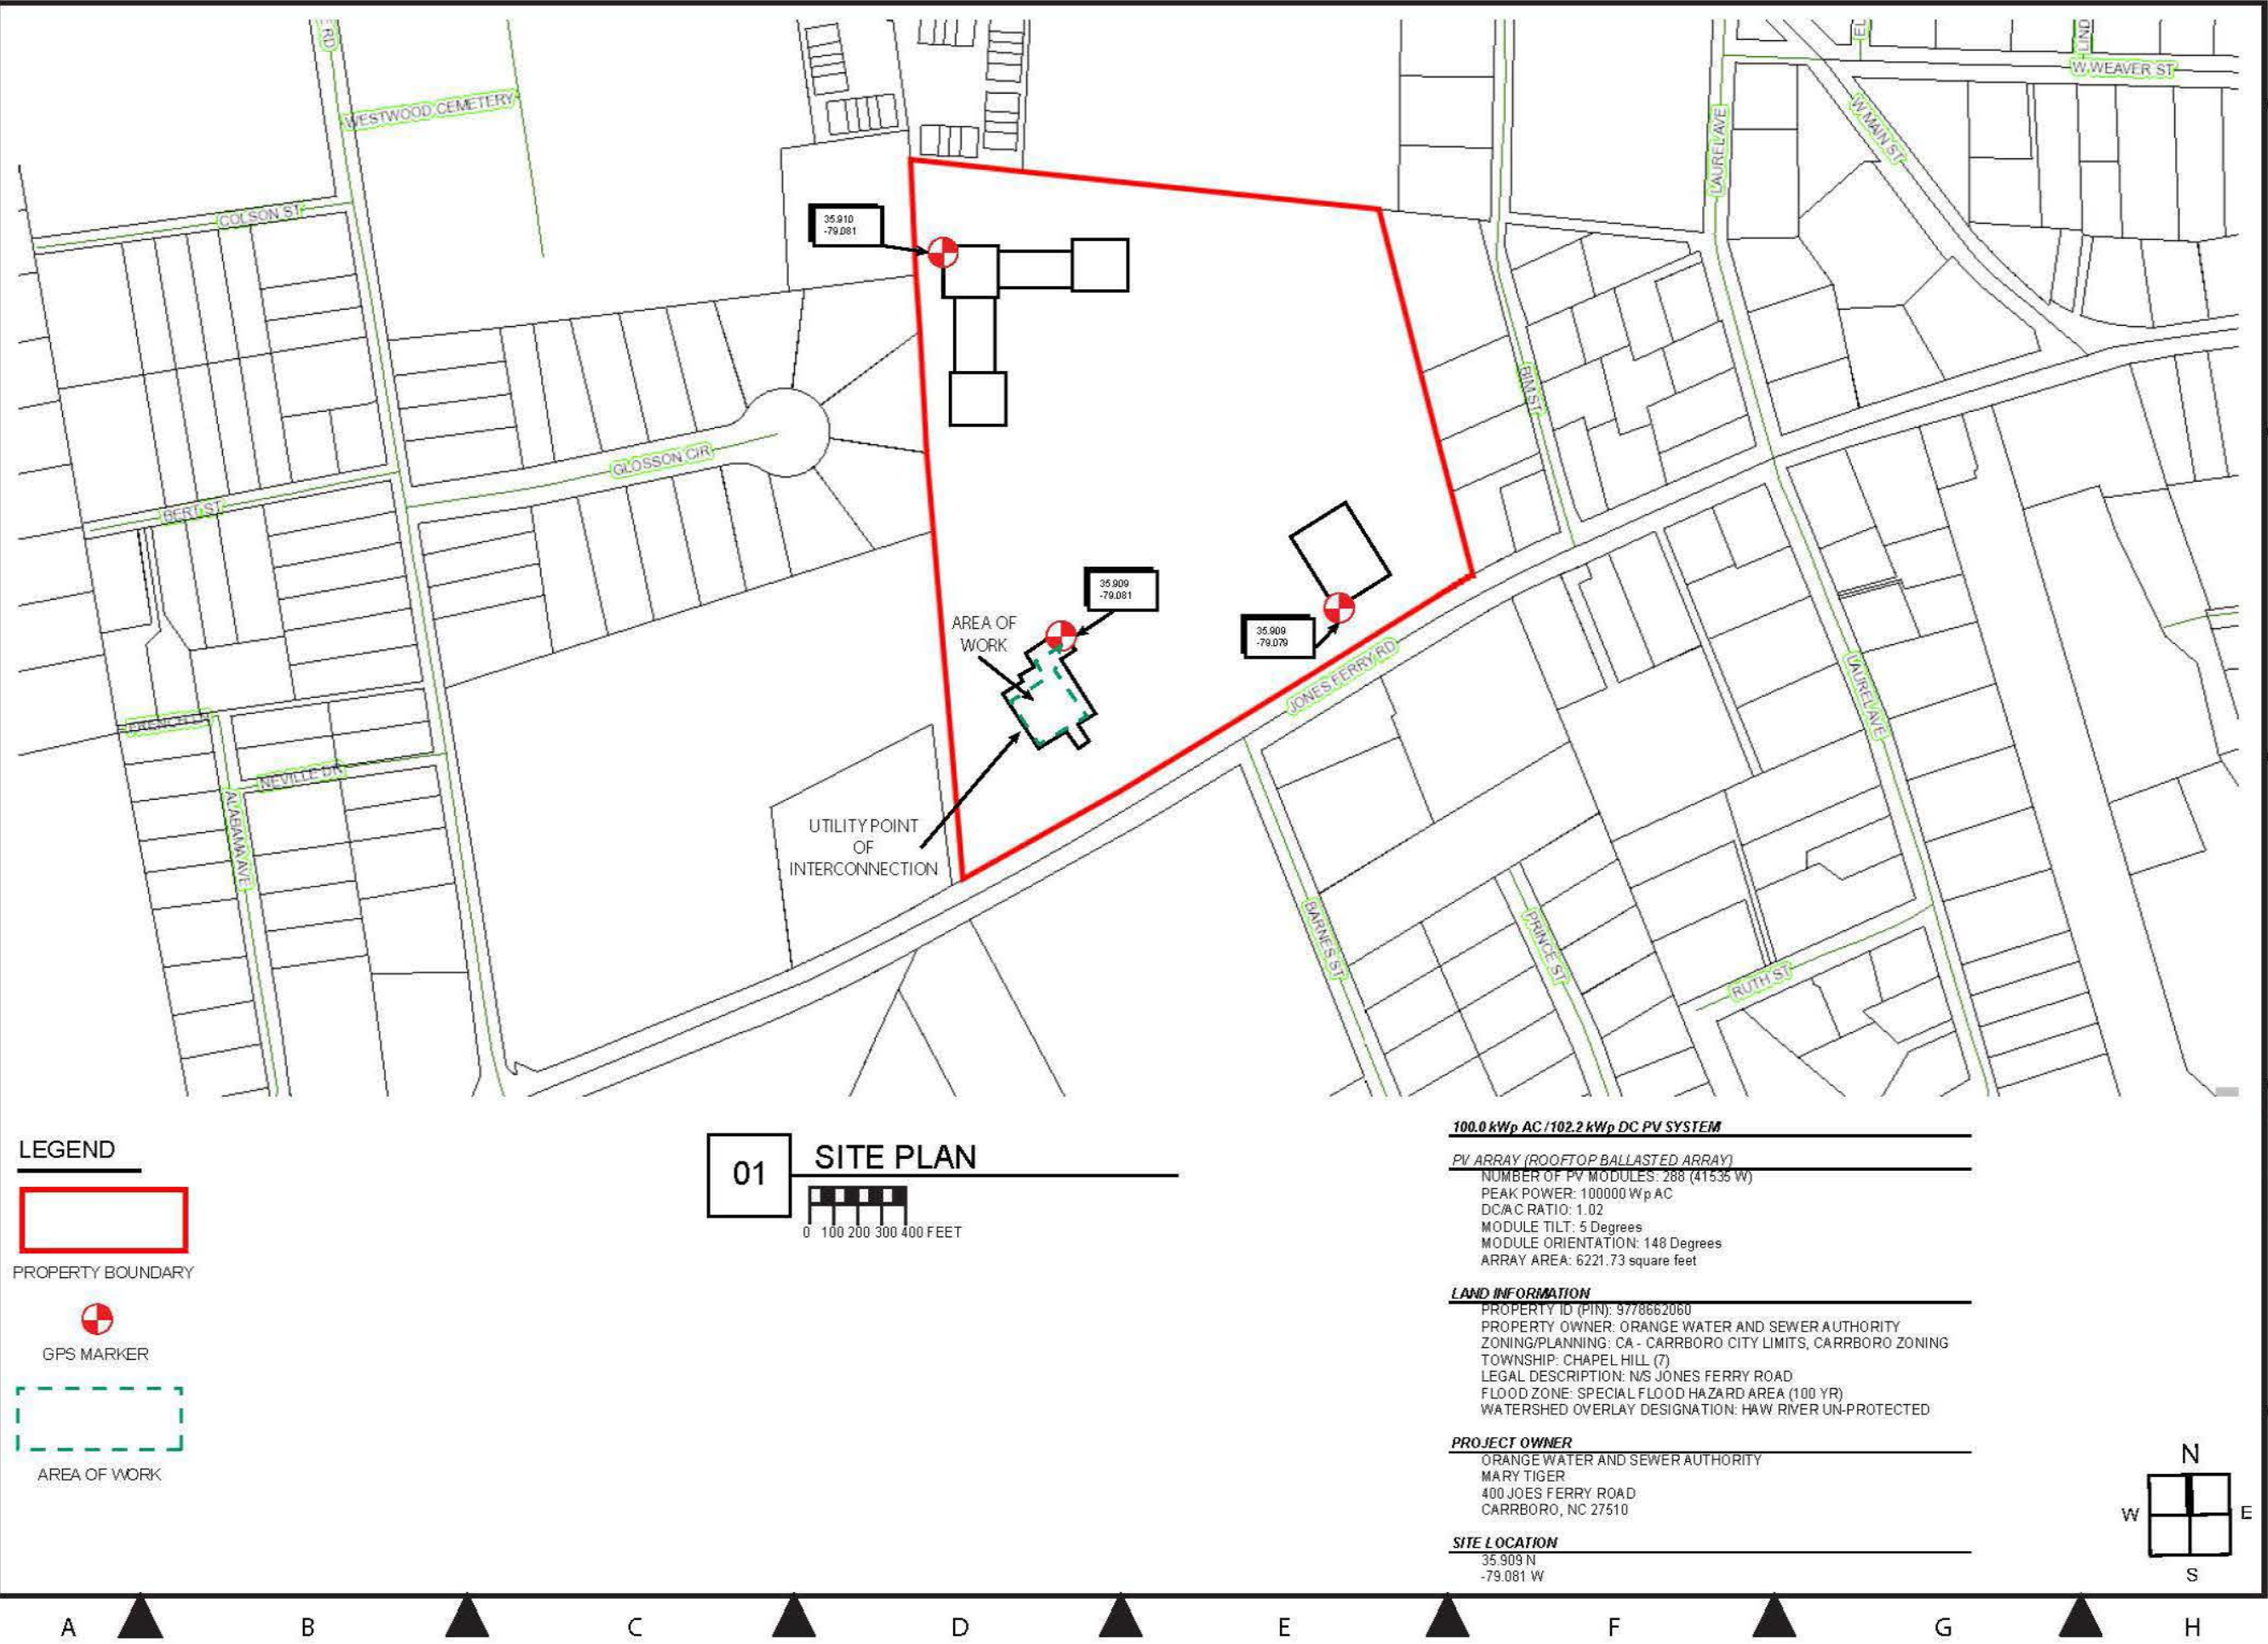 RD
WESTWOOD CEMETERY
COLSON ST
EL
LIND
W WEAVER ST
W MAIN ST
LAUREL AVE
35.910
-79.081
BIM ST
GLOSSON CIR
BERT ST
35.909
-79.081
AREA OF
WORK
35.909
-79.079
JONES FERRY RD
LAUREL AVE
NEVILLE DR
ALABAMA AVE
UTILITY POINT
OF
INTERCONNECTION
BARNES ST
PRINCE ST
RUTH ST
LEGEND
PROPERTY BOUNDARY
GPS MARKER
AREA OF WORK
01
SITE PLAN
0 100 200 300 400 FEET
100.0 kWp AC / 102.2 kWp DC PV SYSTEM
PV ARRAY (ROOFTOP BALLASTED ARRAY)
NUMBER OF PV MODULES: 288 (41535 W)
PEAK POWER: 100000 Wp AC
DC/AC RATIO: 1.02
MODULE TILT: 5 Degrees
MODULE ORIENTATION: 148 Degrees
ARRAY AREA: 6221.73 square feet
LAND INFORMATION
PROPERTY ID (PIN): 9778662060
PROPERTY OWNER: ORANGE WATER AND SEWER AUTHORITY
ZONING/PLANNING: CA - CARRBORO CITY LIMITS, CARRBORO ZONING
TOWNSHIP: CHAPEL HILL (7)
LEGAL DESCRIPTION: N/S JONES FERRY ROAD
FLOOD ZONE: SPECIAL FLOOD HAZARD AREA (100 YR)
WATERSHED OVERLAY DESIGNATION: HAW RIVER UN-PROTECTED
PROJECT OWNER
ORANGE WATER AND SEWER AUTHORITY
MARY TIGER
400 JOES FERRY ROAD
CARRBORO, NC 27510
SITE LOCATION
35.909 N
-79.081 W
N
W E
S
A B C D E F G H